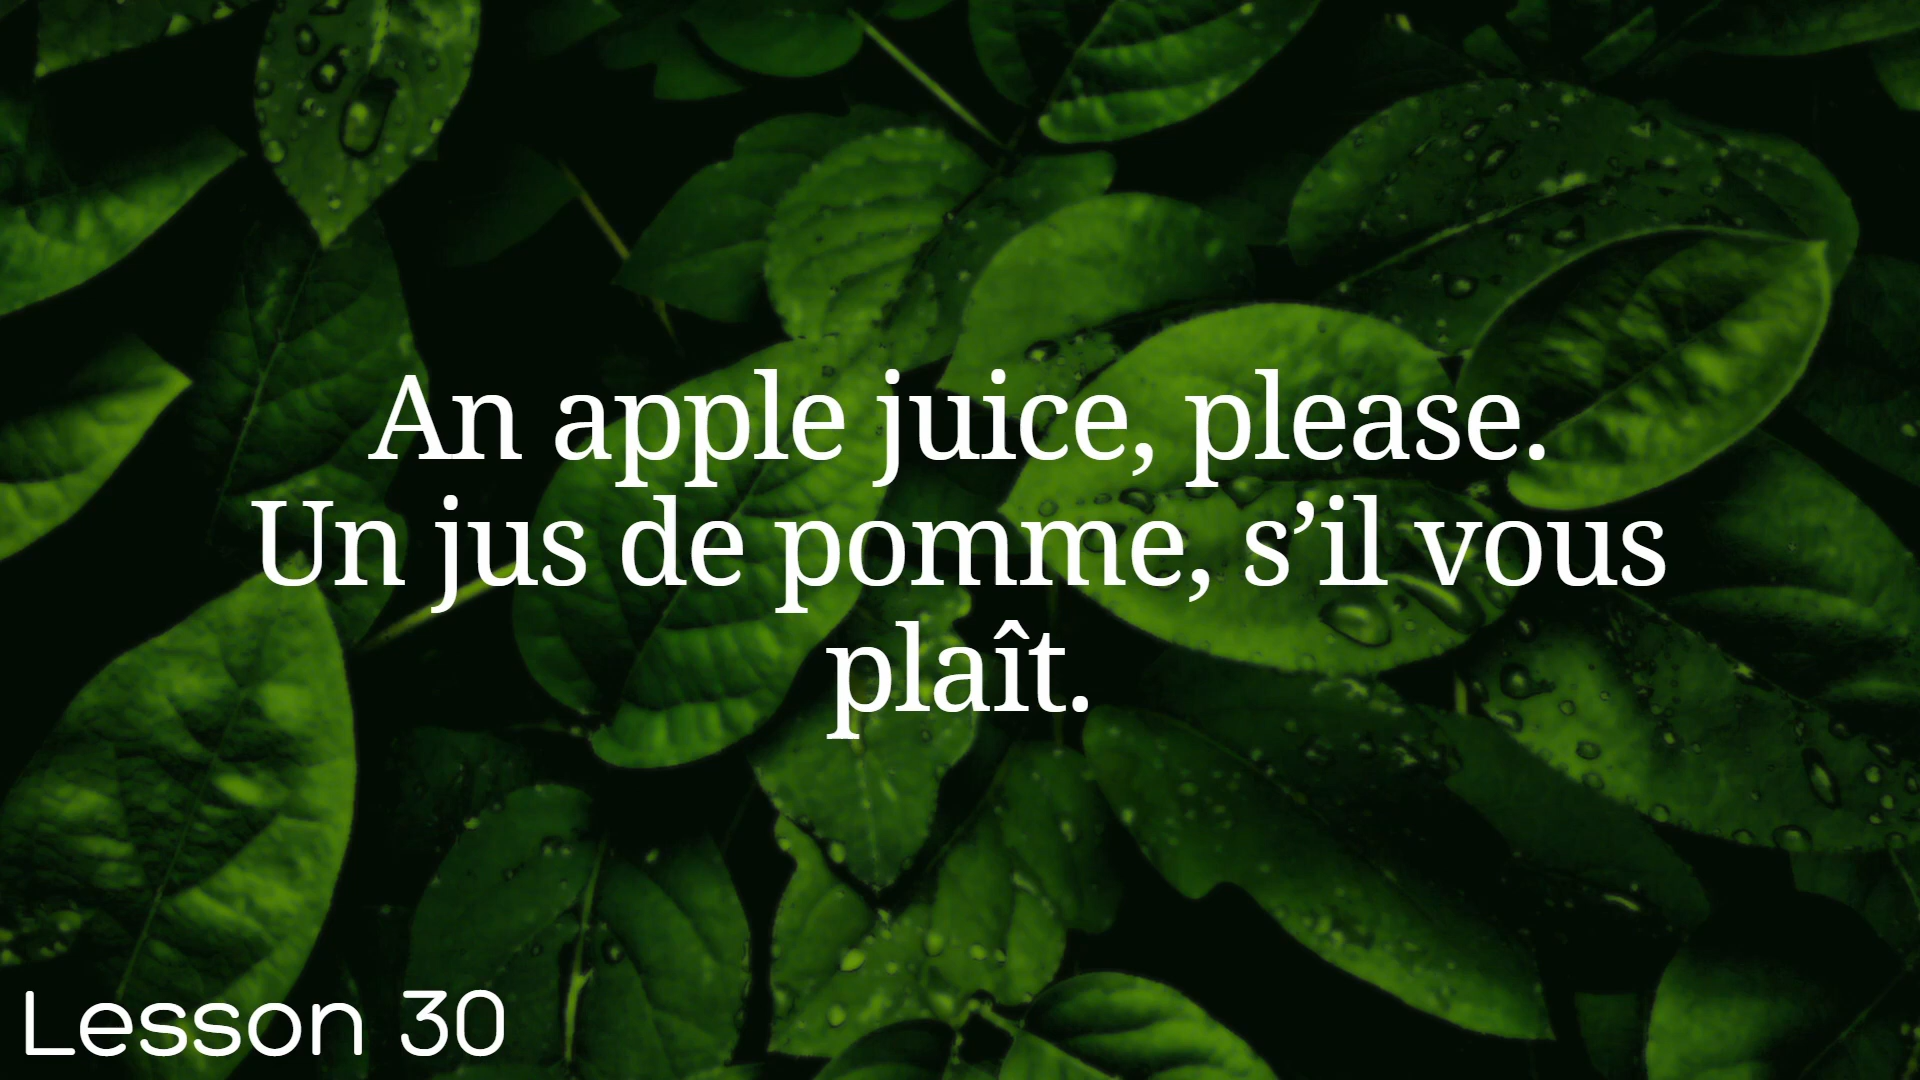 An apple juice, please.
Un jus de pomme, s’il vous
plaît.
Lesson 30